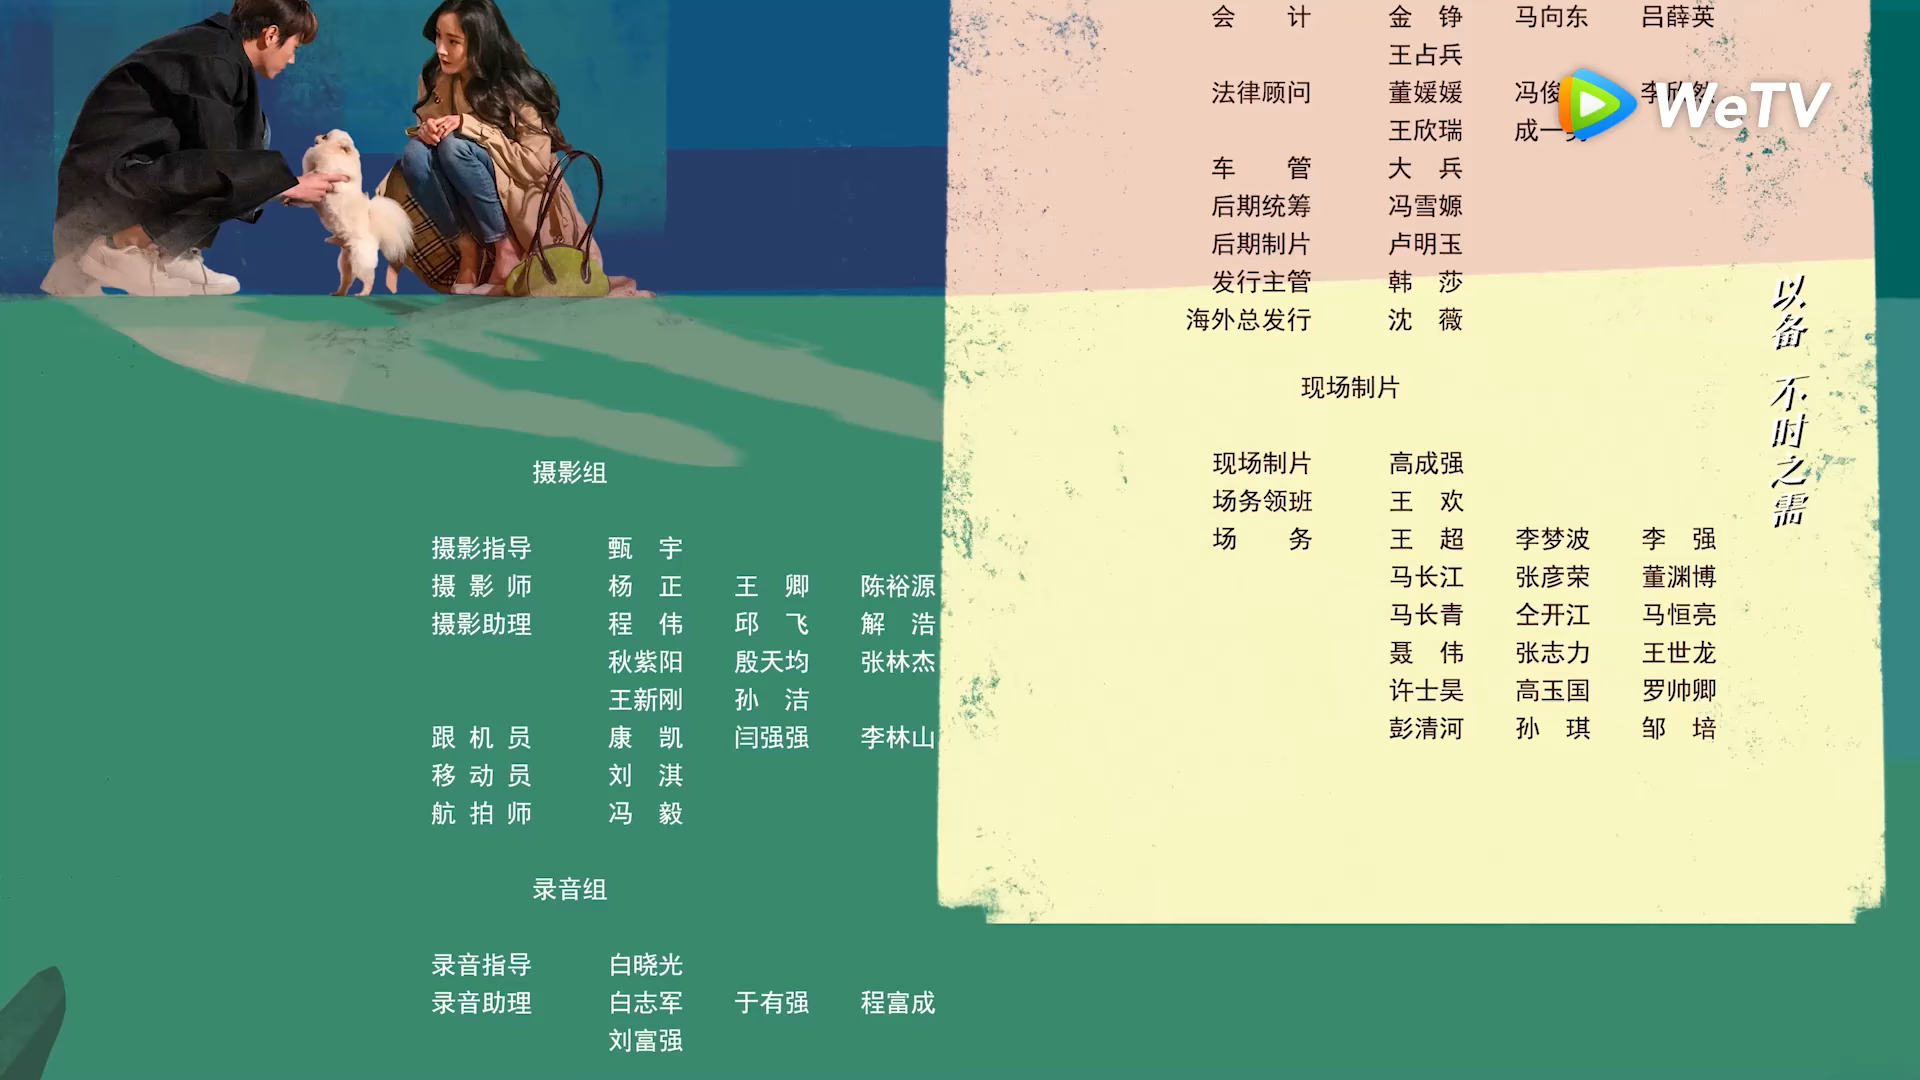 摄影组
摄影指导 甄宇
摄影师 杨正 王卿 陈裕源
摄影助理 程伟 邱飞 解浩
秋紫阳 殷天均 张林杰
王新刚 孙洁
跟机员 康凯 闫强强 李林山
移动员 刘淇
航拍师 冯毅
录音组
录音指导 白晓光
录音助理 白志军 于有强 程富成
刘富强
会计 金铮 马向东 吕薛英
王占兵
法律顾问 董媛媛 冯俊 李欣然
王欣瑞 成一
车管 大兵
后期统筹 冯雪嫄
后期制片 卢明玉
发行主管 韩莎
海外总发行 沈薇
现场制片
现场制片 高成强
场务领班 王欢
场务 王超 李梦波 李强
马长江 张彦荣 董渊博
马长青 仝开江 马恒亮
聂伟 张志力 王世龙
许士昊 高玉国 罗帅卿
彭清河 孙琪 邹培
WeTV
以备 不时之需